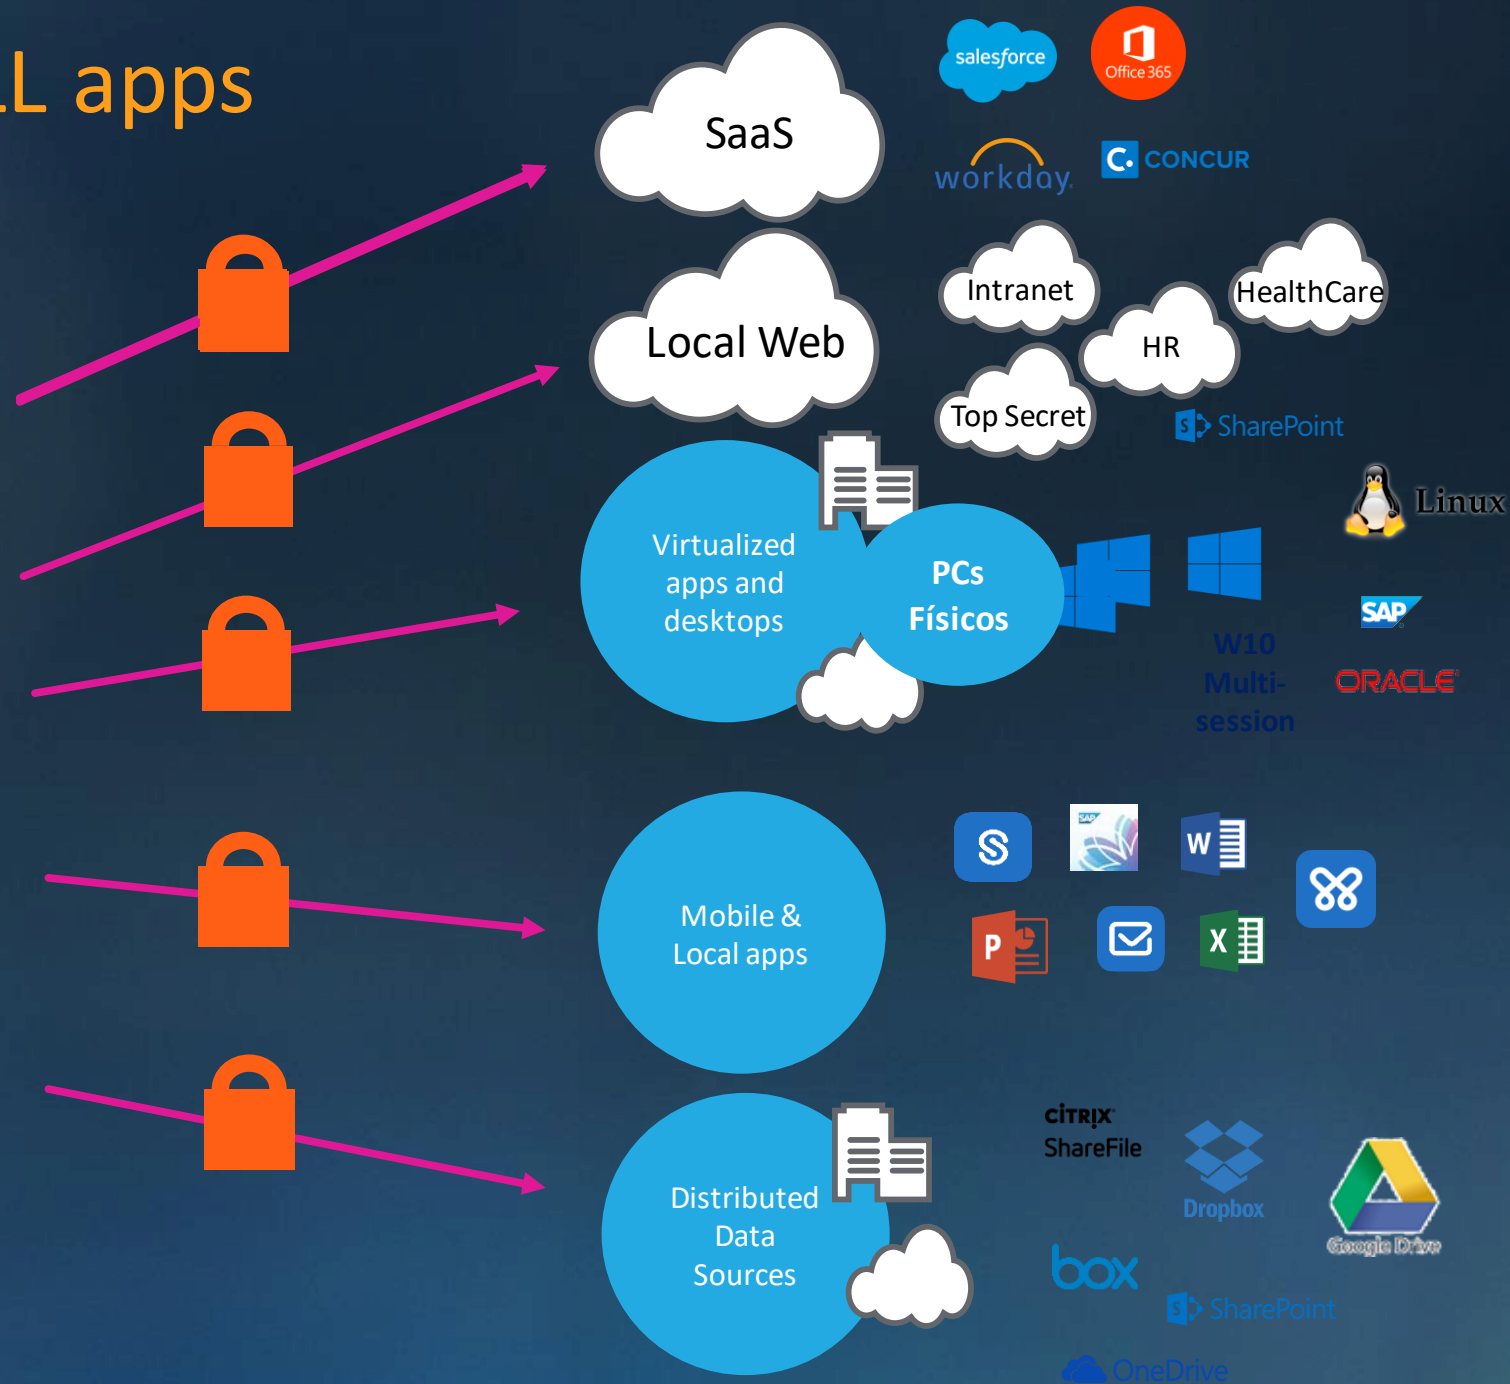 LL apps
SaaS
salesforce
Office 365
workday.
C. CONCUR
Local Web
Intranet
HealthCare
HR
Top Secret
S SharePoint
Linux
Virtualized
apps and
desktops
PCs
Físicos
W10
Multi-
session
SAP
ORACLE
Mobile &
Local apps
S
SAP
W
P
X
Distributed
Data
Sources
CITRIX
ShareFile
Dropbox
Google Drive
box
S SharePoint
OneDrive